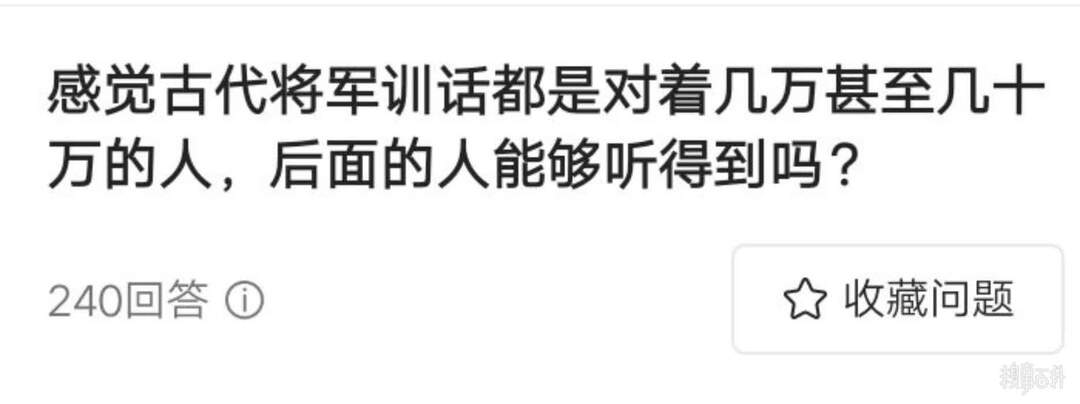 感觉古代将军训话都是对着几万甚至几十
万的人，后面的人能够听得到吗？
240回答
收藏问题